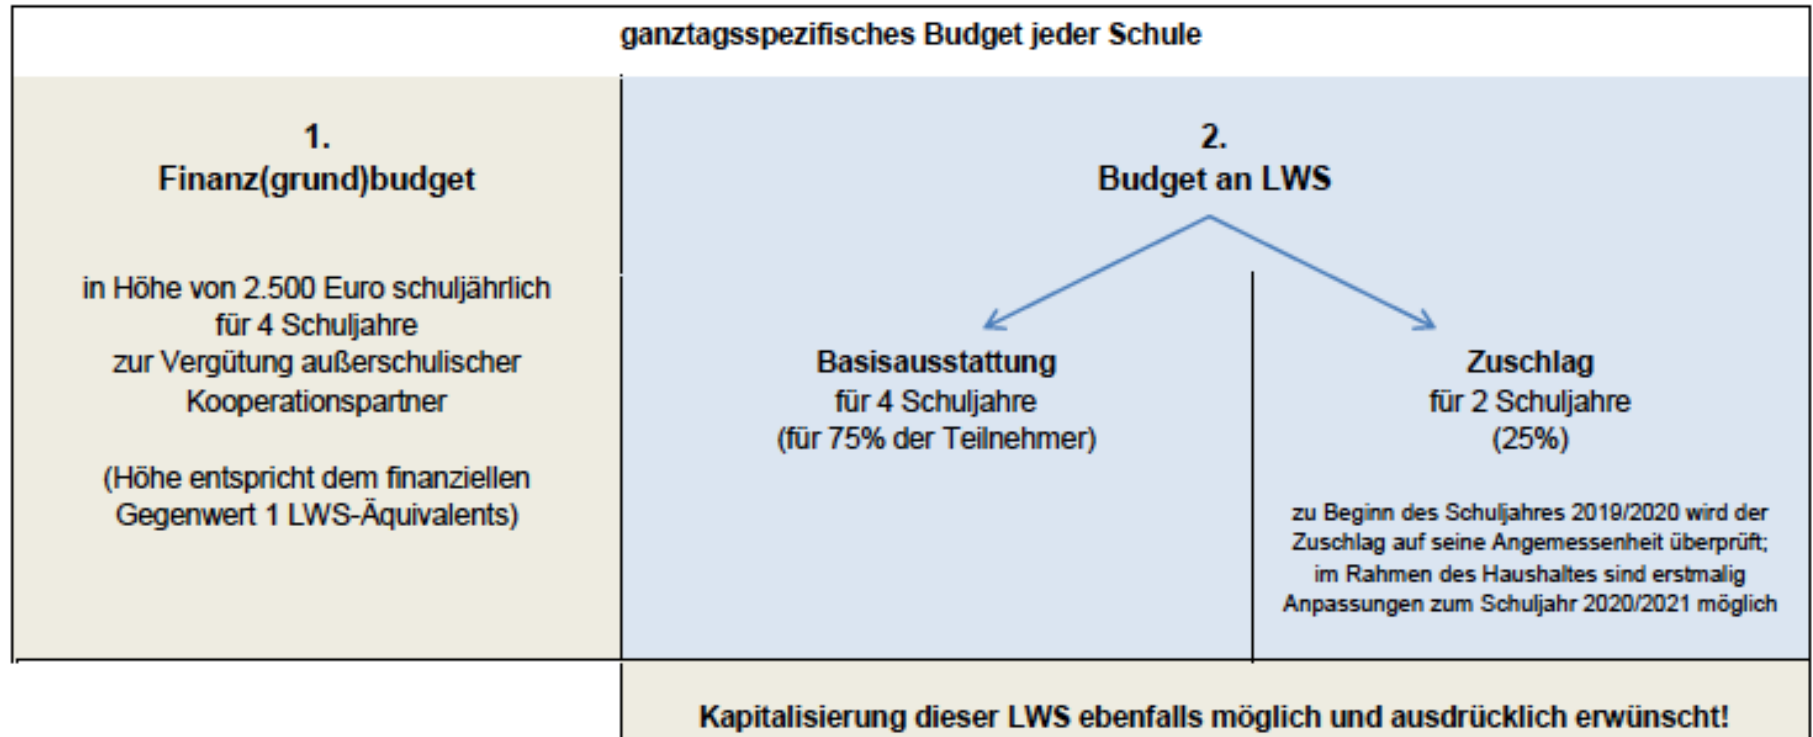 ganztagsspezifisches Budget jeder Schule
1.
Finanz(grund)budget
in Höhe von 2.500 Euro schuljährlich
für 4 Schuljahre
zur Vergütung außerschulischer
Kooperationspartner
(Höhe entspricht dem finanziellen
Gegenwert 1 LWS-Äquivalents)
2.
Budget an LWS
Basisausstattung
für 4 Schuljahre
(für 75% der Teilnehmer)
Zuschlag
für 2 Schuljahre
(25%)
zu Beginn des Schuljahres 2019/2020 wird der
Zuschlag auf seine Angemessenheit überprüft;
im Rahmen des Haushaltes sind erstmalig
Anpassungen zum Schuljahr 2020/2021 möglich
Kapitalisierung dieser LWS ebenfalls möglich und ausdrücklich erwünscht!